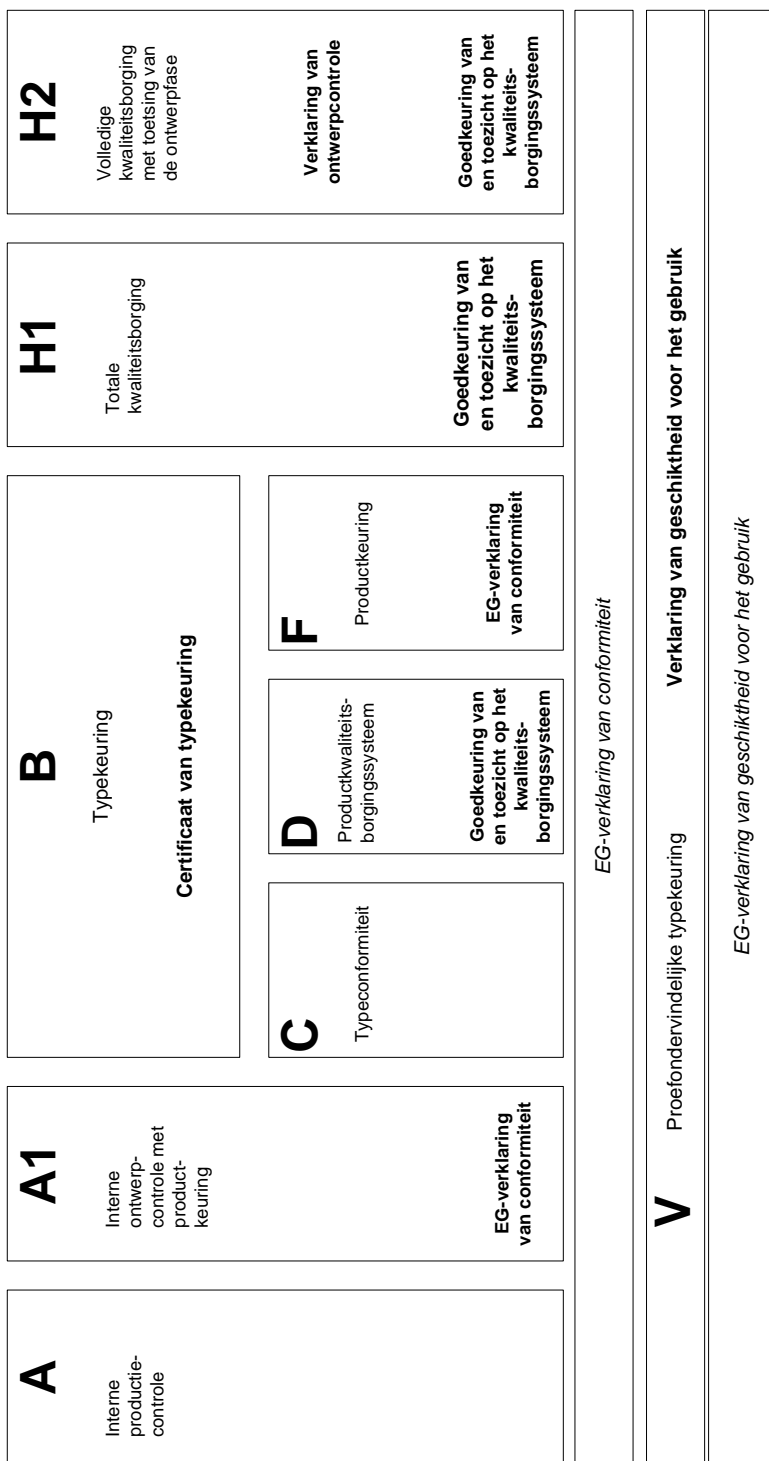 A
Interne
productie-
controle
A1
Interne
ontwerp-
controle met
product-
keuring
EG-verklaring
van conformiteit
B
Typekeuring
Certificaat van typekeuring
C
Typeconformiteit
D
Productkwaliteits-
borgingssysteem
Goedkeuring van
en toezicht op het
kwaliteits-
borgingssysteem
F
Productkeuring
EG-verklaring
van conformiteit
H1
Totale
kwaliteitsborging
Goedkeuring van
en toezicht op het
kwaliteits-
borgingssysteem
H2
Volledige
kwaliteitsborging
met toetsing van
de ontwerpfase
Verklaring van
ontwerpcontrole
Goedkeuring van
en toezicht op het
kwaliteits-
borgingssysteem
EG-verklaring van conformiteit
V
Proefondervindelijke typekeuring
Verklaring van geschiktheid voor het gebruik
EG-verklaring van geschiktheid voor het gebruik